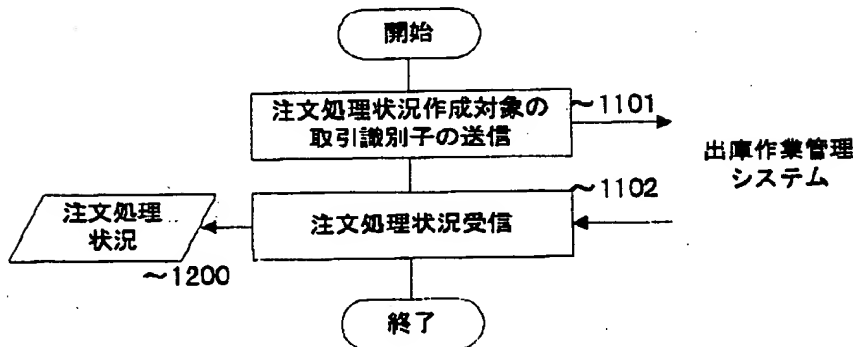 開始
注文処理状況作成対象の
取引識別子の送信
～1101
出庫作業管理
システム
～1102
注文処理状況受信
注文処理
状況
～1200
終了